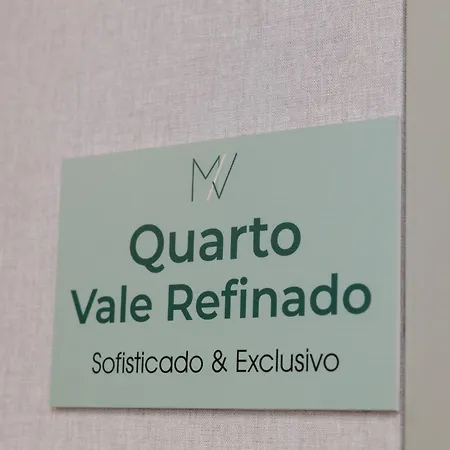 MV
Quarto
Vale Refinado
Sofisticado & Exclusivo